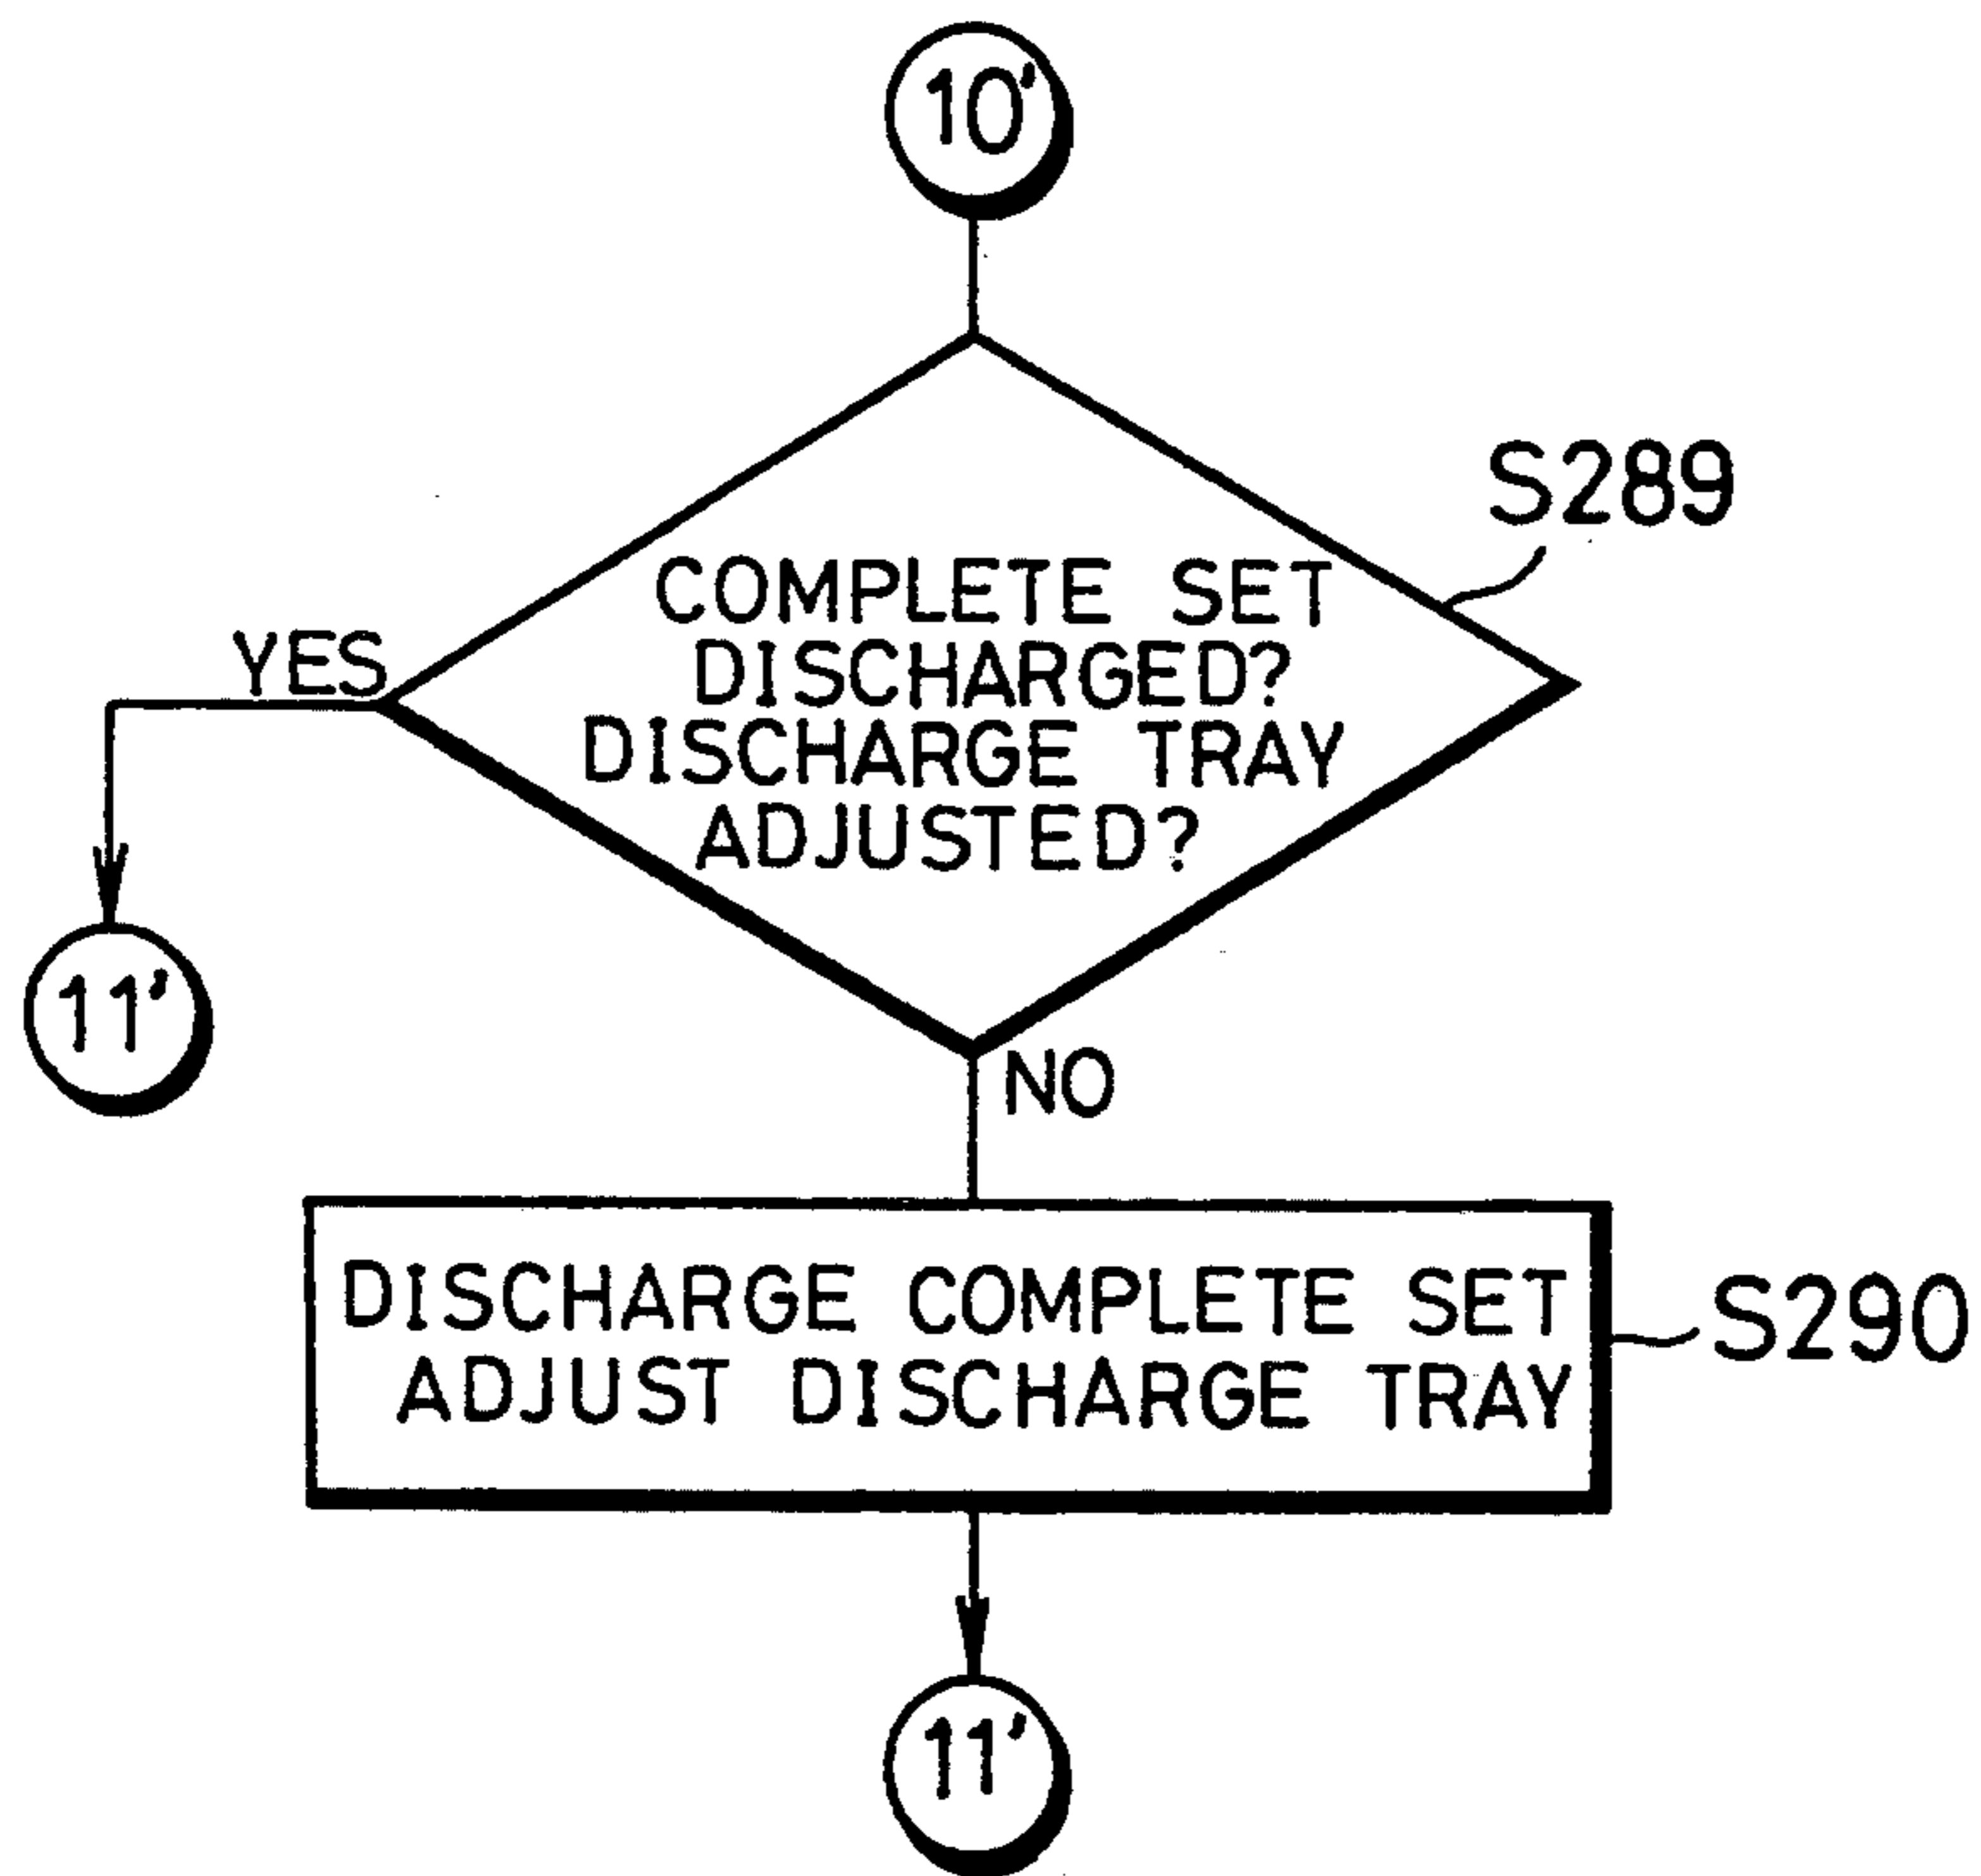 10'
S289
COMPLETE SET
DISCHARGED?
DISCHARGE TRAY
ADJUSTED?
YES
11'
NO
DISCHARGE COMPLETE SET
ADJUST DISCHARGE TRAY
S290
11'